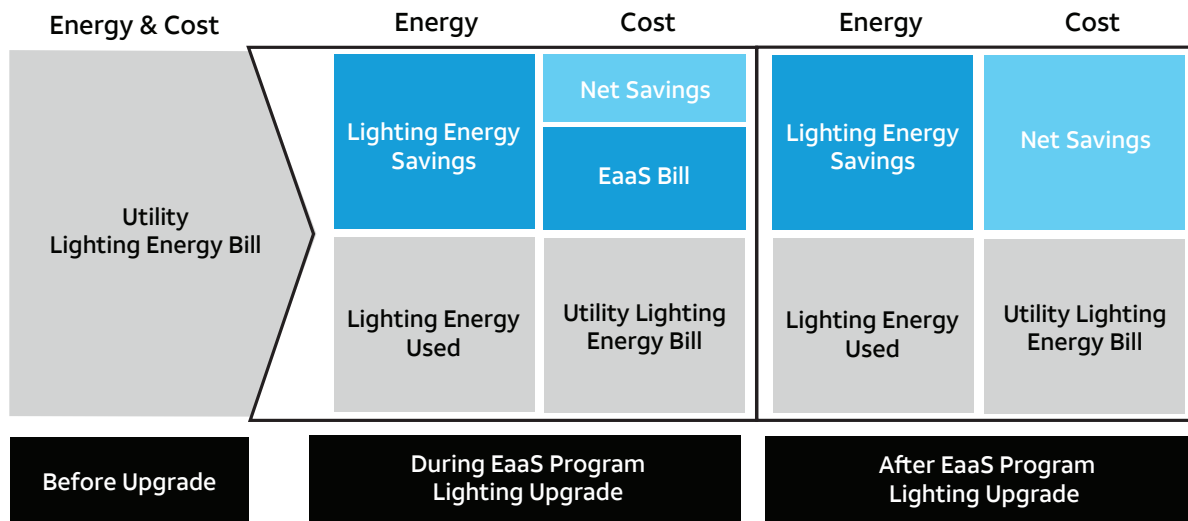 Energy & Cost
Energy
Cost
Energy
Cost
Utility
Lighting Energy Bill
Lighting Energy
Savings
Net Savings
EaaS Bill
Lighting Energy
Savings
Net Savings
Lighting Energy
Used
Utility Lighting
Energy Bill
Lighting Energy
Used
Utility Lighting
Energy Bill
Before Upgrade
During EaaS Program
Lighting Upgrade
After EaaS Program
Lighting Upgrade